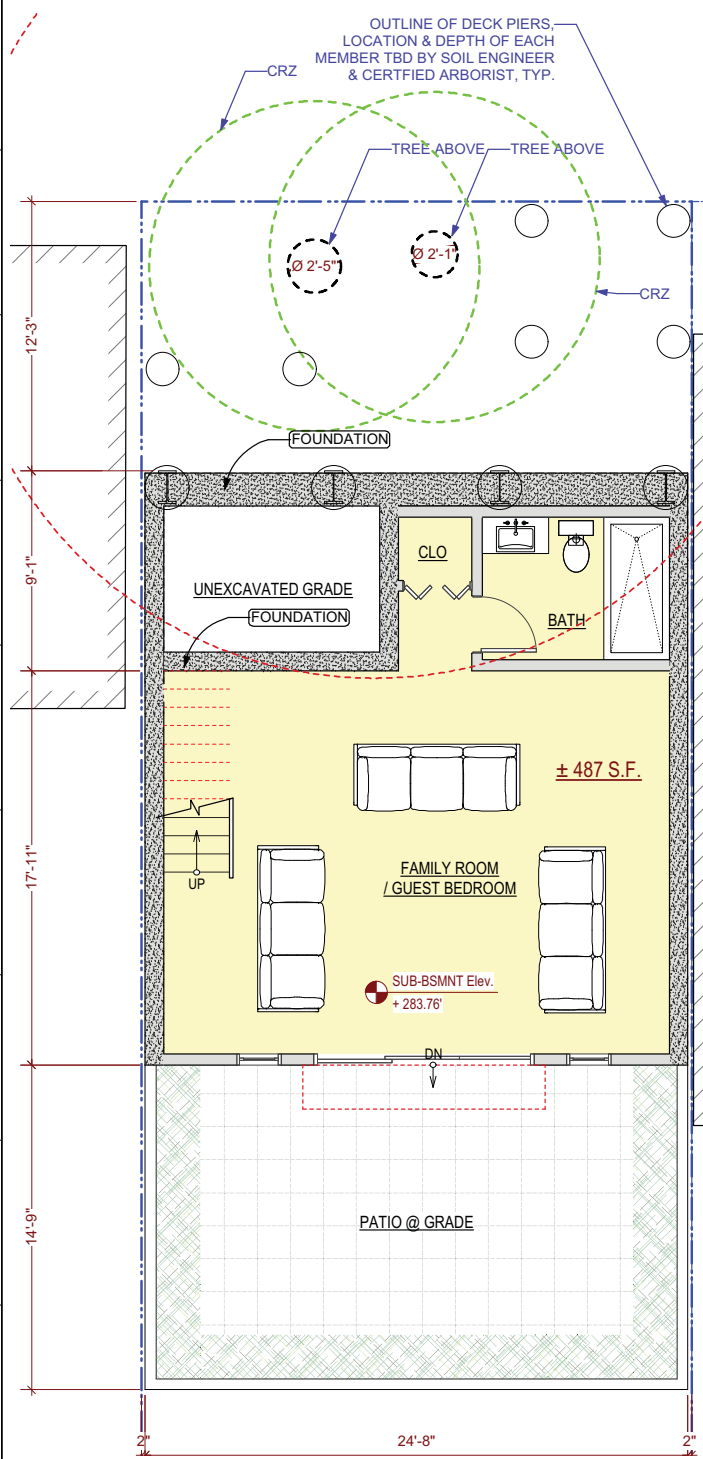 OUTLINE OF DECK PIERS,
LOCATION & DEPTH OF EACH
MEMBER TBD BY SOIL ENGINEER
& CERTFIED ARBORIST, TYP.
CRZ
TREE ABOVE
TREE ABOVE
Ø 2'-5"
Ø 2'-1"
CRZ
12'-3"
FOUNDATION
9'-1"
CLO
UNEXCAVATED GRADE
FOUNDATION
BATH
± 487 S.F.
17'-11"
FAMILY ROOM
/ GUEST BEDROOM
UP
SUB-BSMNT Elev.
+ 283.76'
DN
14'-9"
PATIO @ GRADE
2"
24'-8"
2"